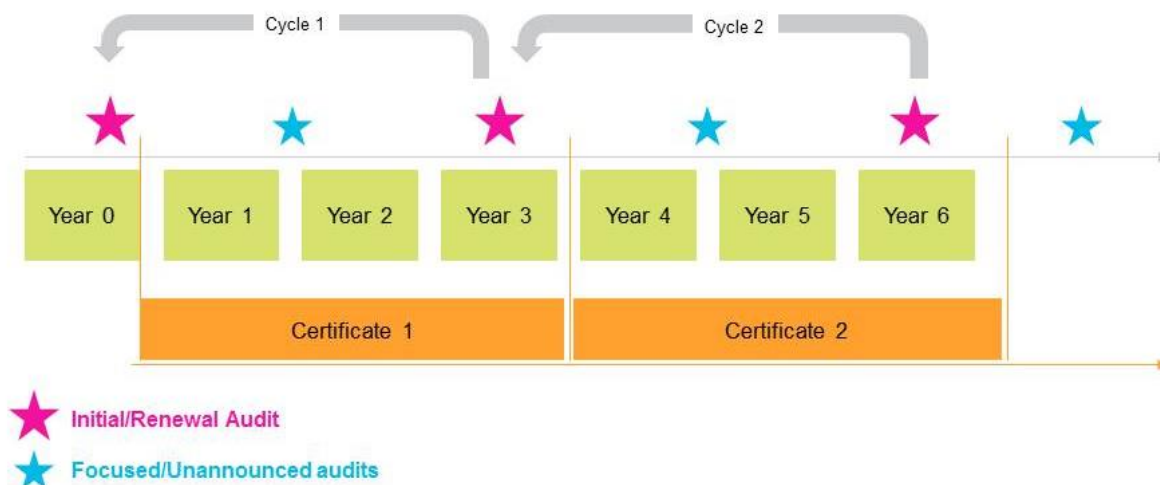 Cycle 1
Cycle 2
Year 0
Year 1
Year 2
Year 3
Year 4
Year 5
Year 6
Certificate 1
Certificate 2
Initial/Renewal Audit
Focused/Unannounced audits